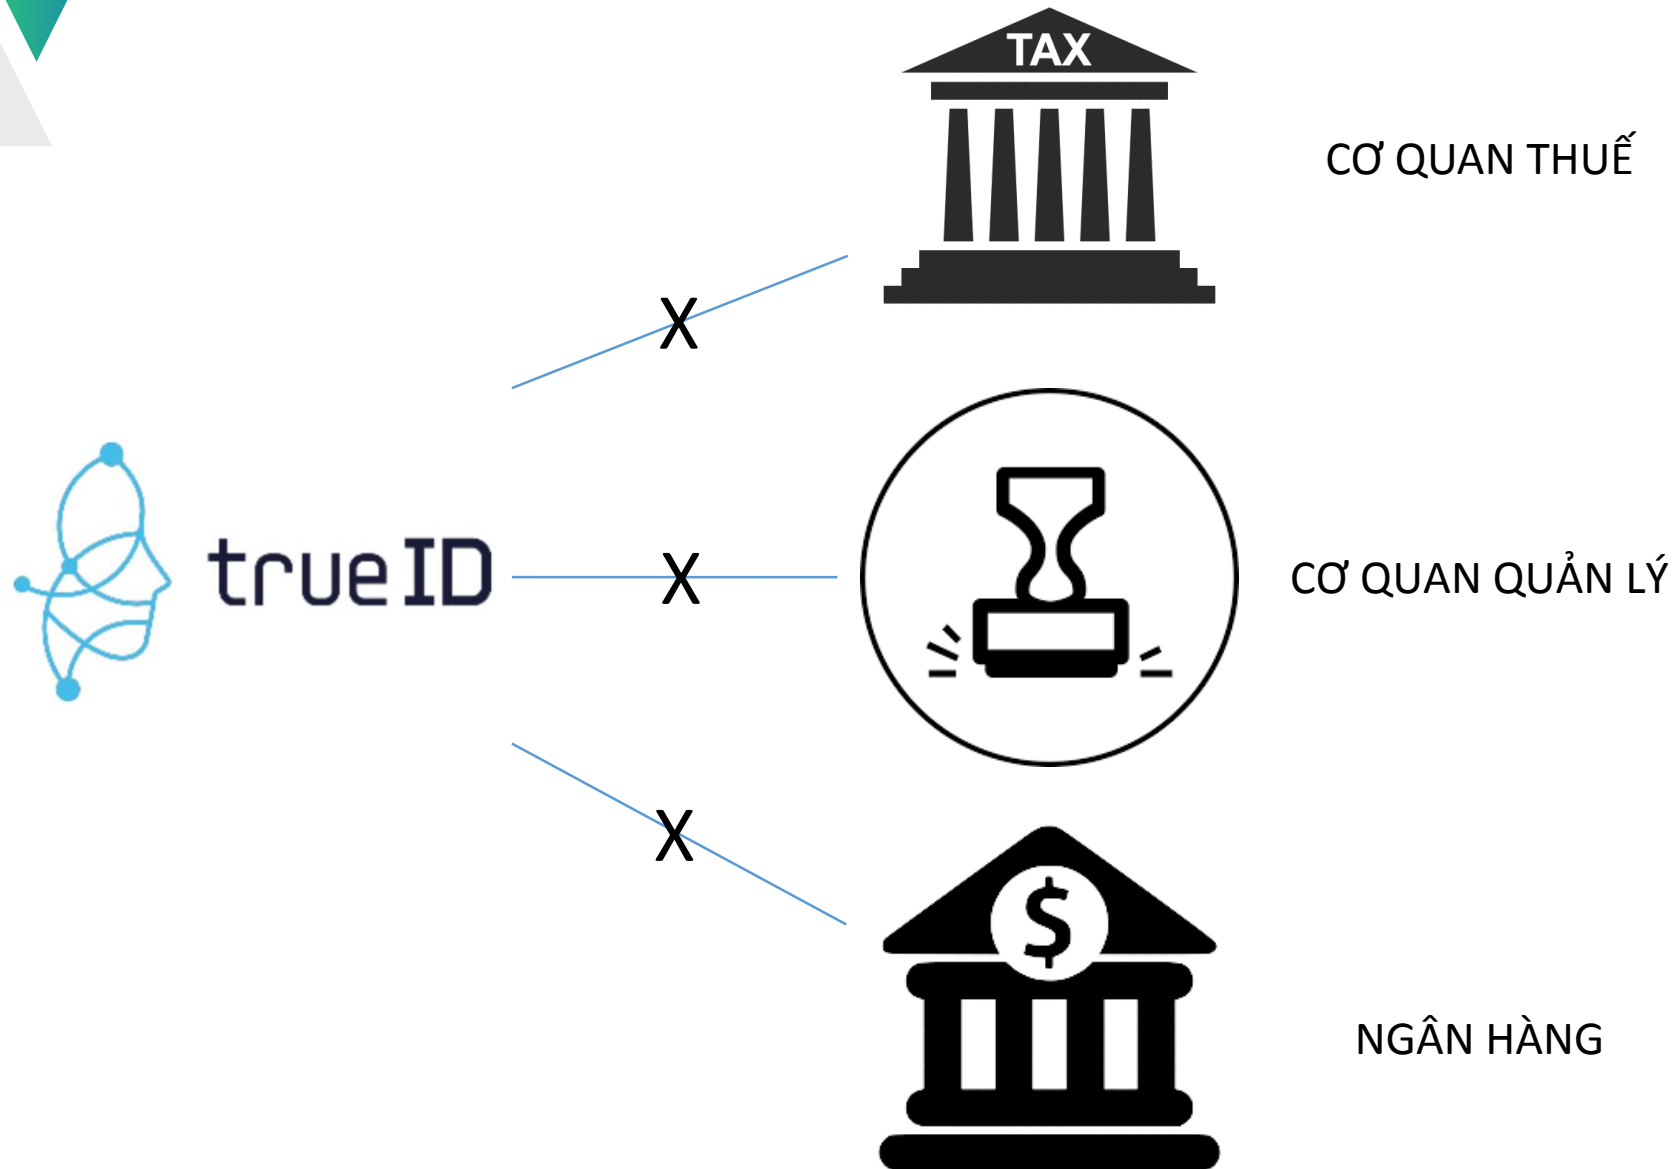 TAX
CƠ QUAN THUẾ
X
trueID
X
CƠ QUAN QUẢN LÝ
X
$
NGÂN HÀNG